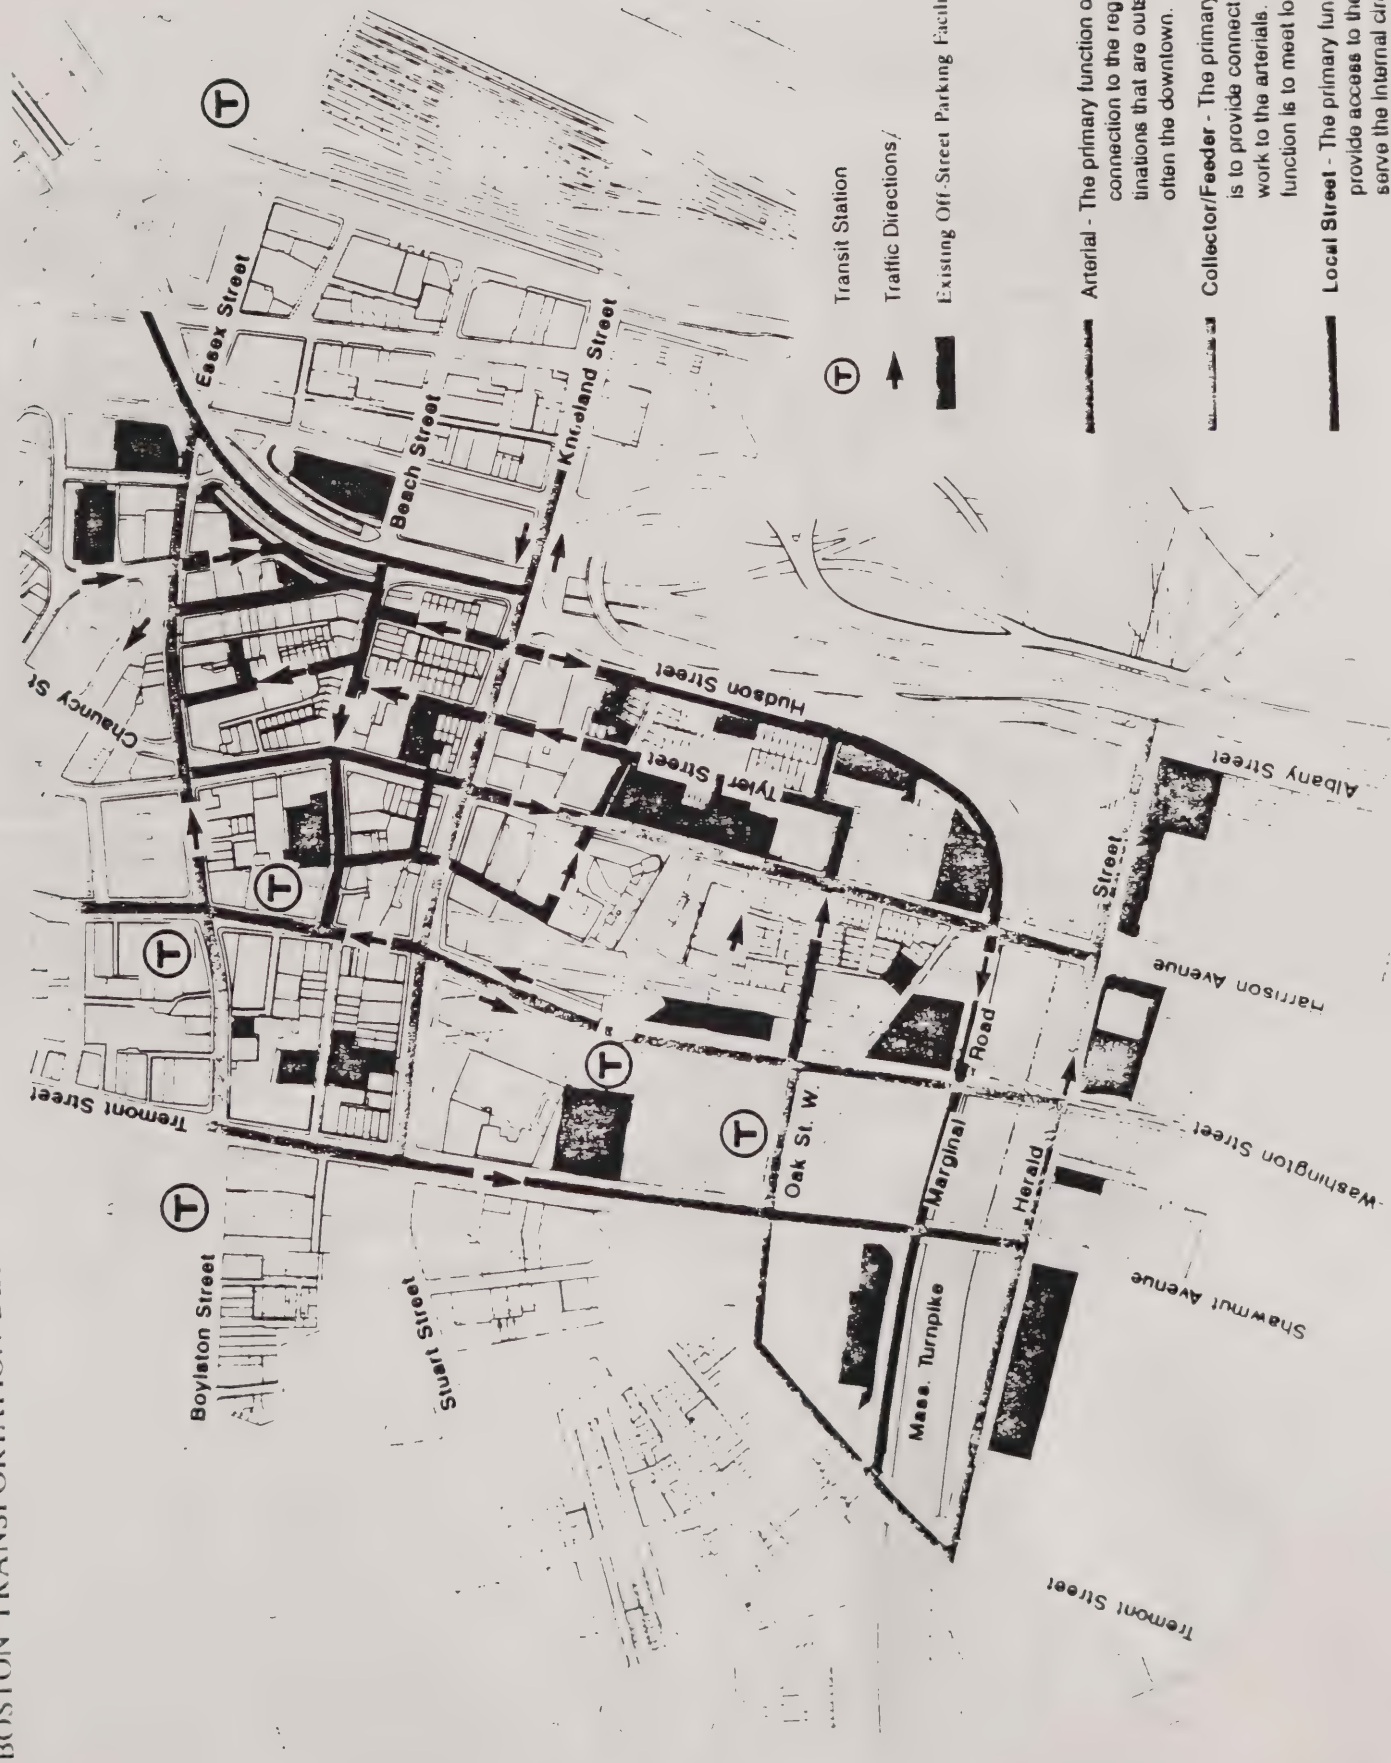 BOSTON TRANSPORTATION
Tremont Street
Boylston Street
Stuart Street
Chauncy St
Essex Street
Beach Street
Kneeland Street
Hudson Street
Tyler Street
Oak St. W.
Marginal Road
Herald Street
Mass. Turnpike
Albany Street
Harrison Avenue
Washington Street
Shawmut Avenue
Tremont Street
T
T
T
T
T
T
T Transit Station
Traffic Directions/
Existing Off-Street Parking Facili
Arterial - The primary function o
connection to the reg
tinations that are outs
often the downtown.
Collector/Feeder - The primary
is to provide connect
work to the arterials.
function is to meet lo
Local Street - The primary fun
provide access to the
serve the internal circ